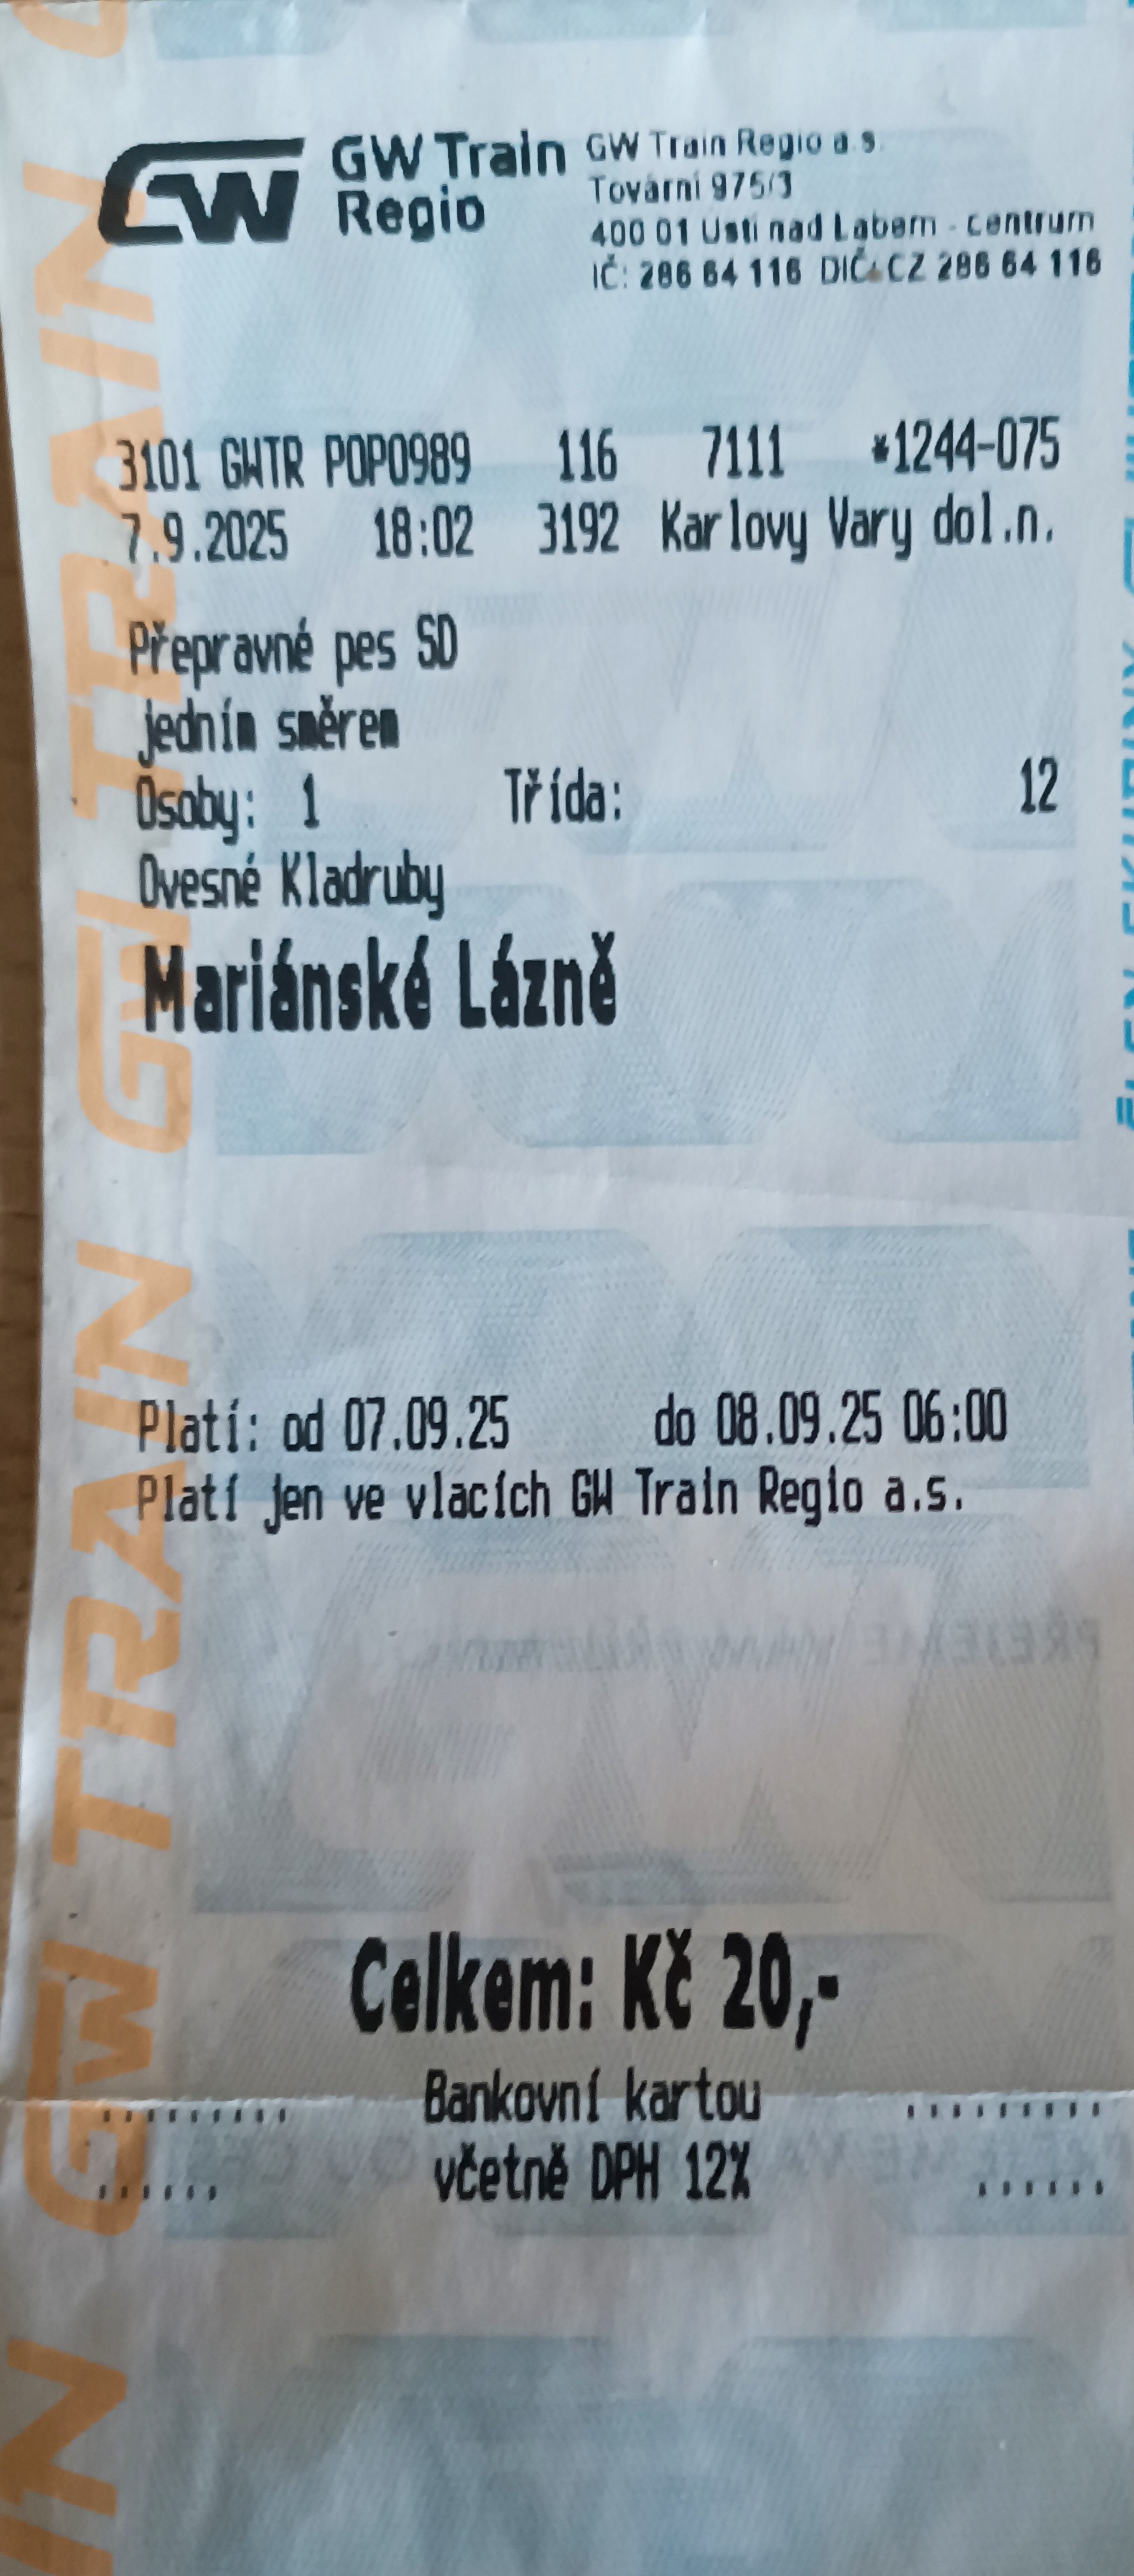 GW Train
Regio
GW Train Regio a.s.
Tovární 975/3
400 01 Ústí nad Labem - centrum
IČ: 286 64 116 DIČ: CZ 286 64 116
3101 GWTR POP0989 116 7111 *1244-075
7.9.2025 18:02 3192 Karlovy Vary dol.n.
Přepravné pes SD
jedním směrem
Osoby: 1 Třída: 12
Ovesné Kladruby
Mariánské Lázně
Platí: od 07.09.25 do 08.09.25 06:00
Platí jen ve vlacích GW Train Regio a.s.
Celkem: Kč 20,-
Bankovní kartou
včetně DPH 12%
GW TRAIN
GW TRAIN